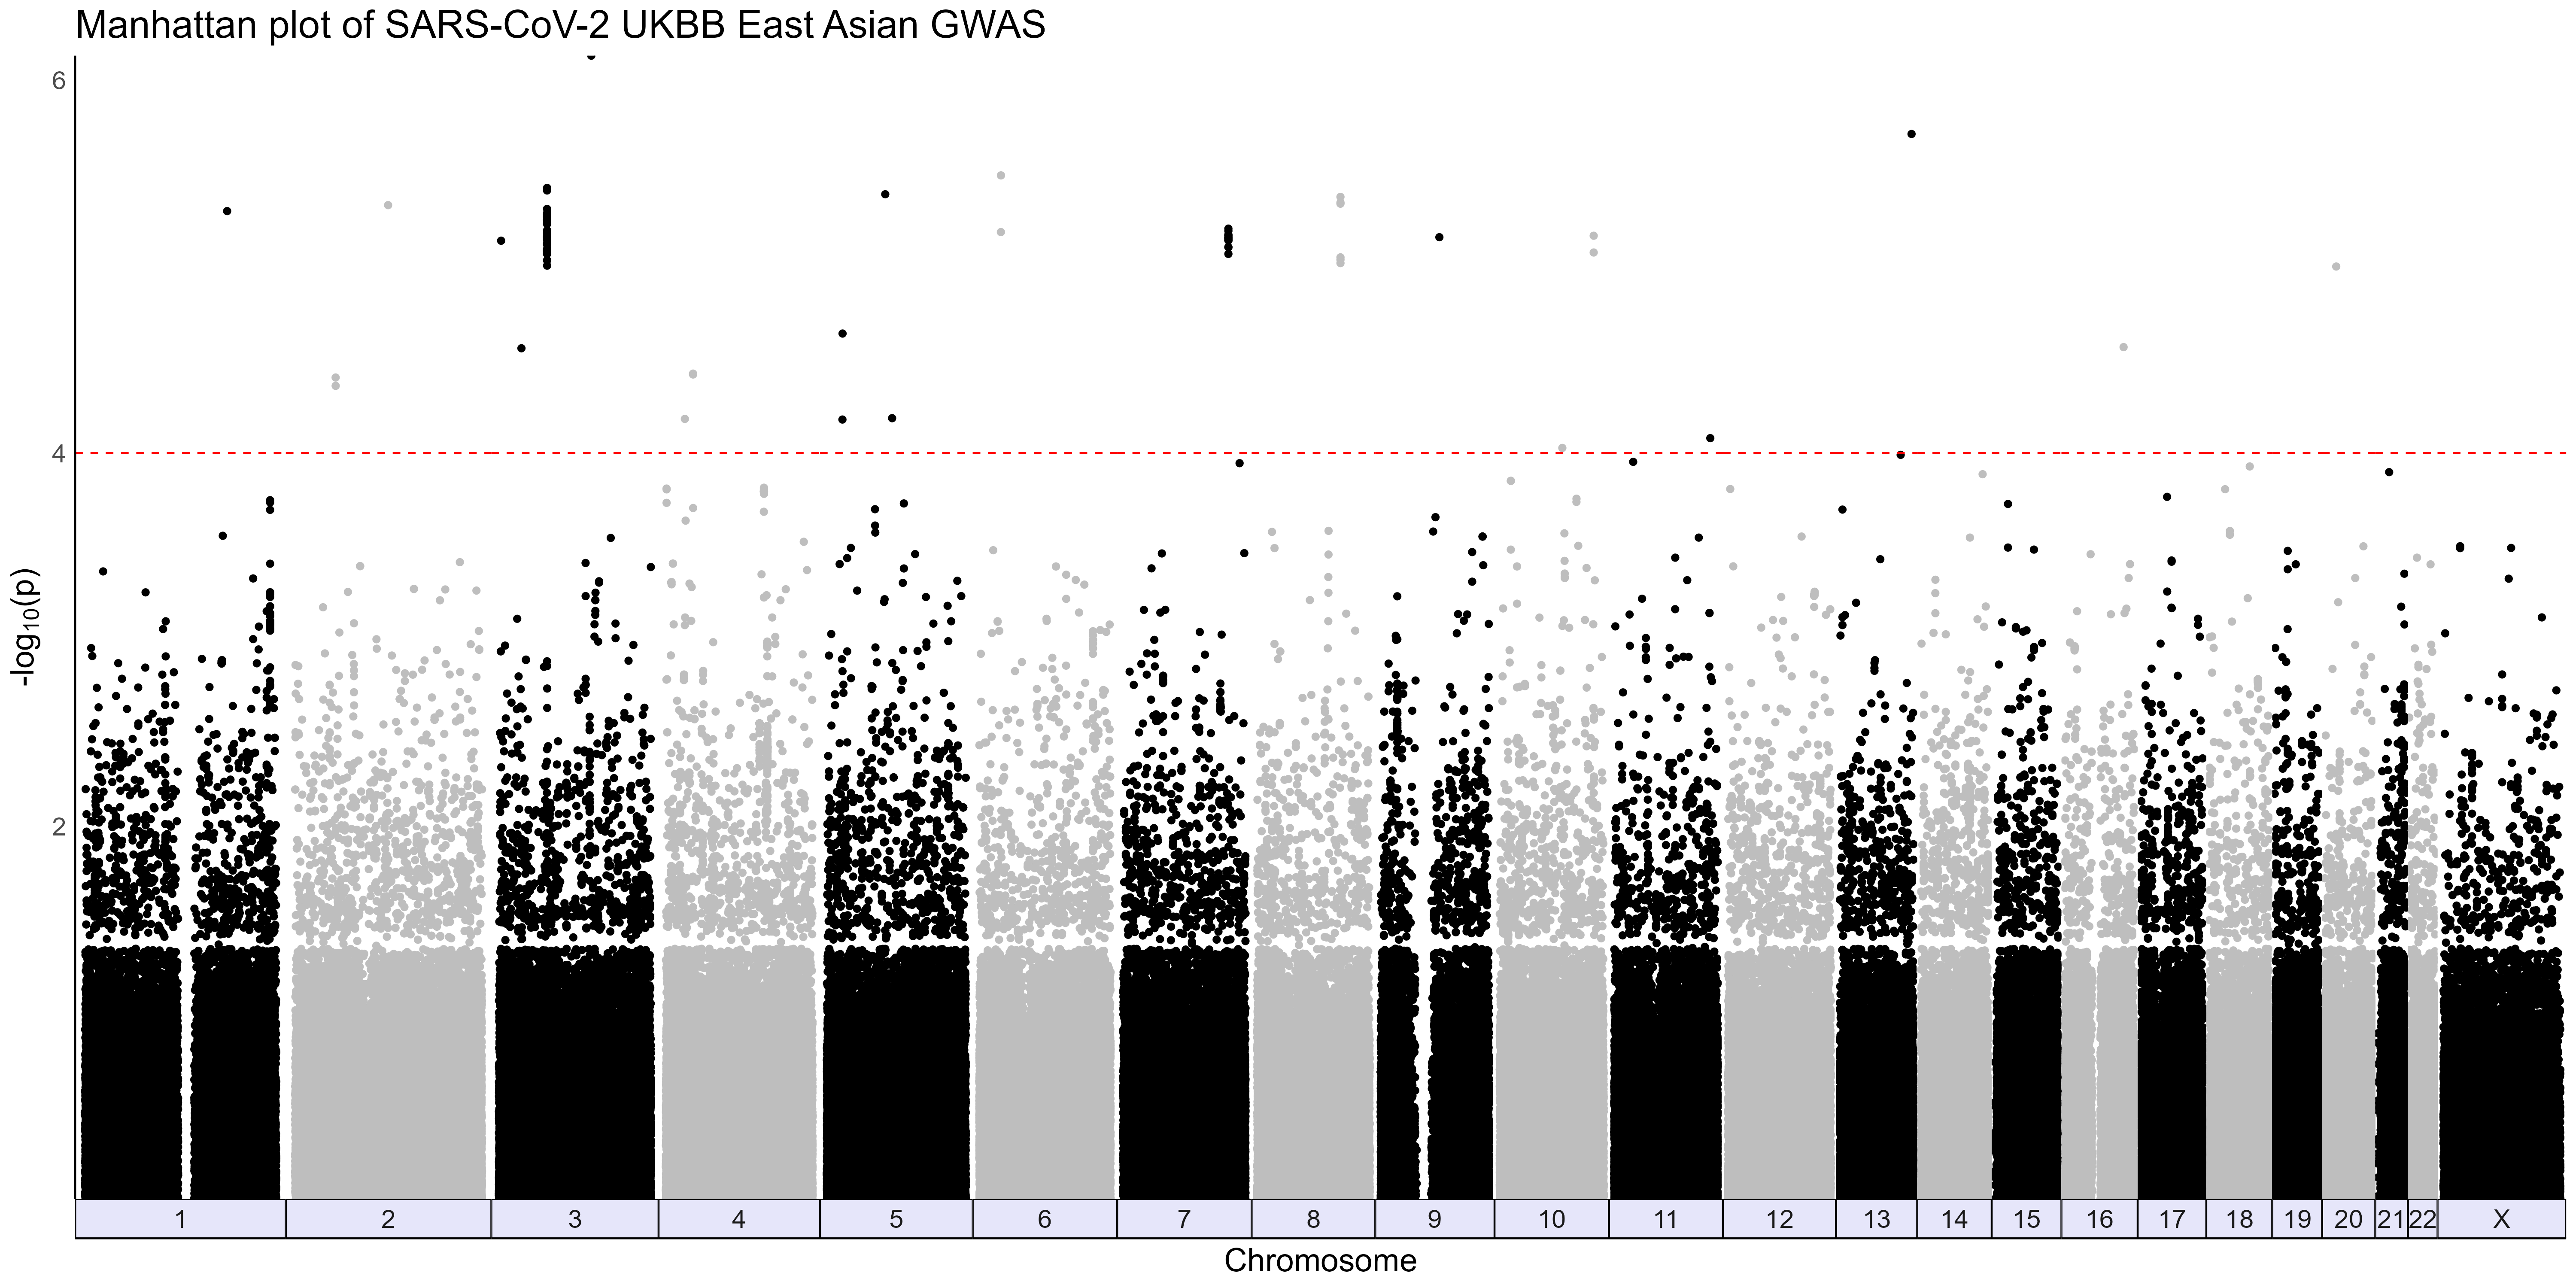 Manhattan plot of SARS-CoV-2 UKBB East Asian GWAS
6
4
2
-log10(p)
1 2 3 4 5 6 7 8 9 10 11 12 13 14 15 16 17 18 19 20 21 22 X
Chromosome